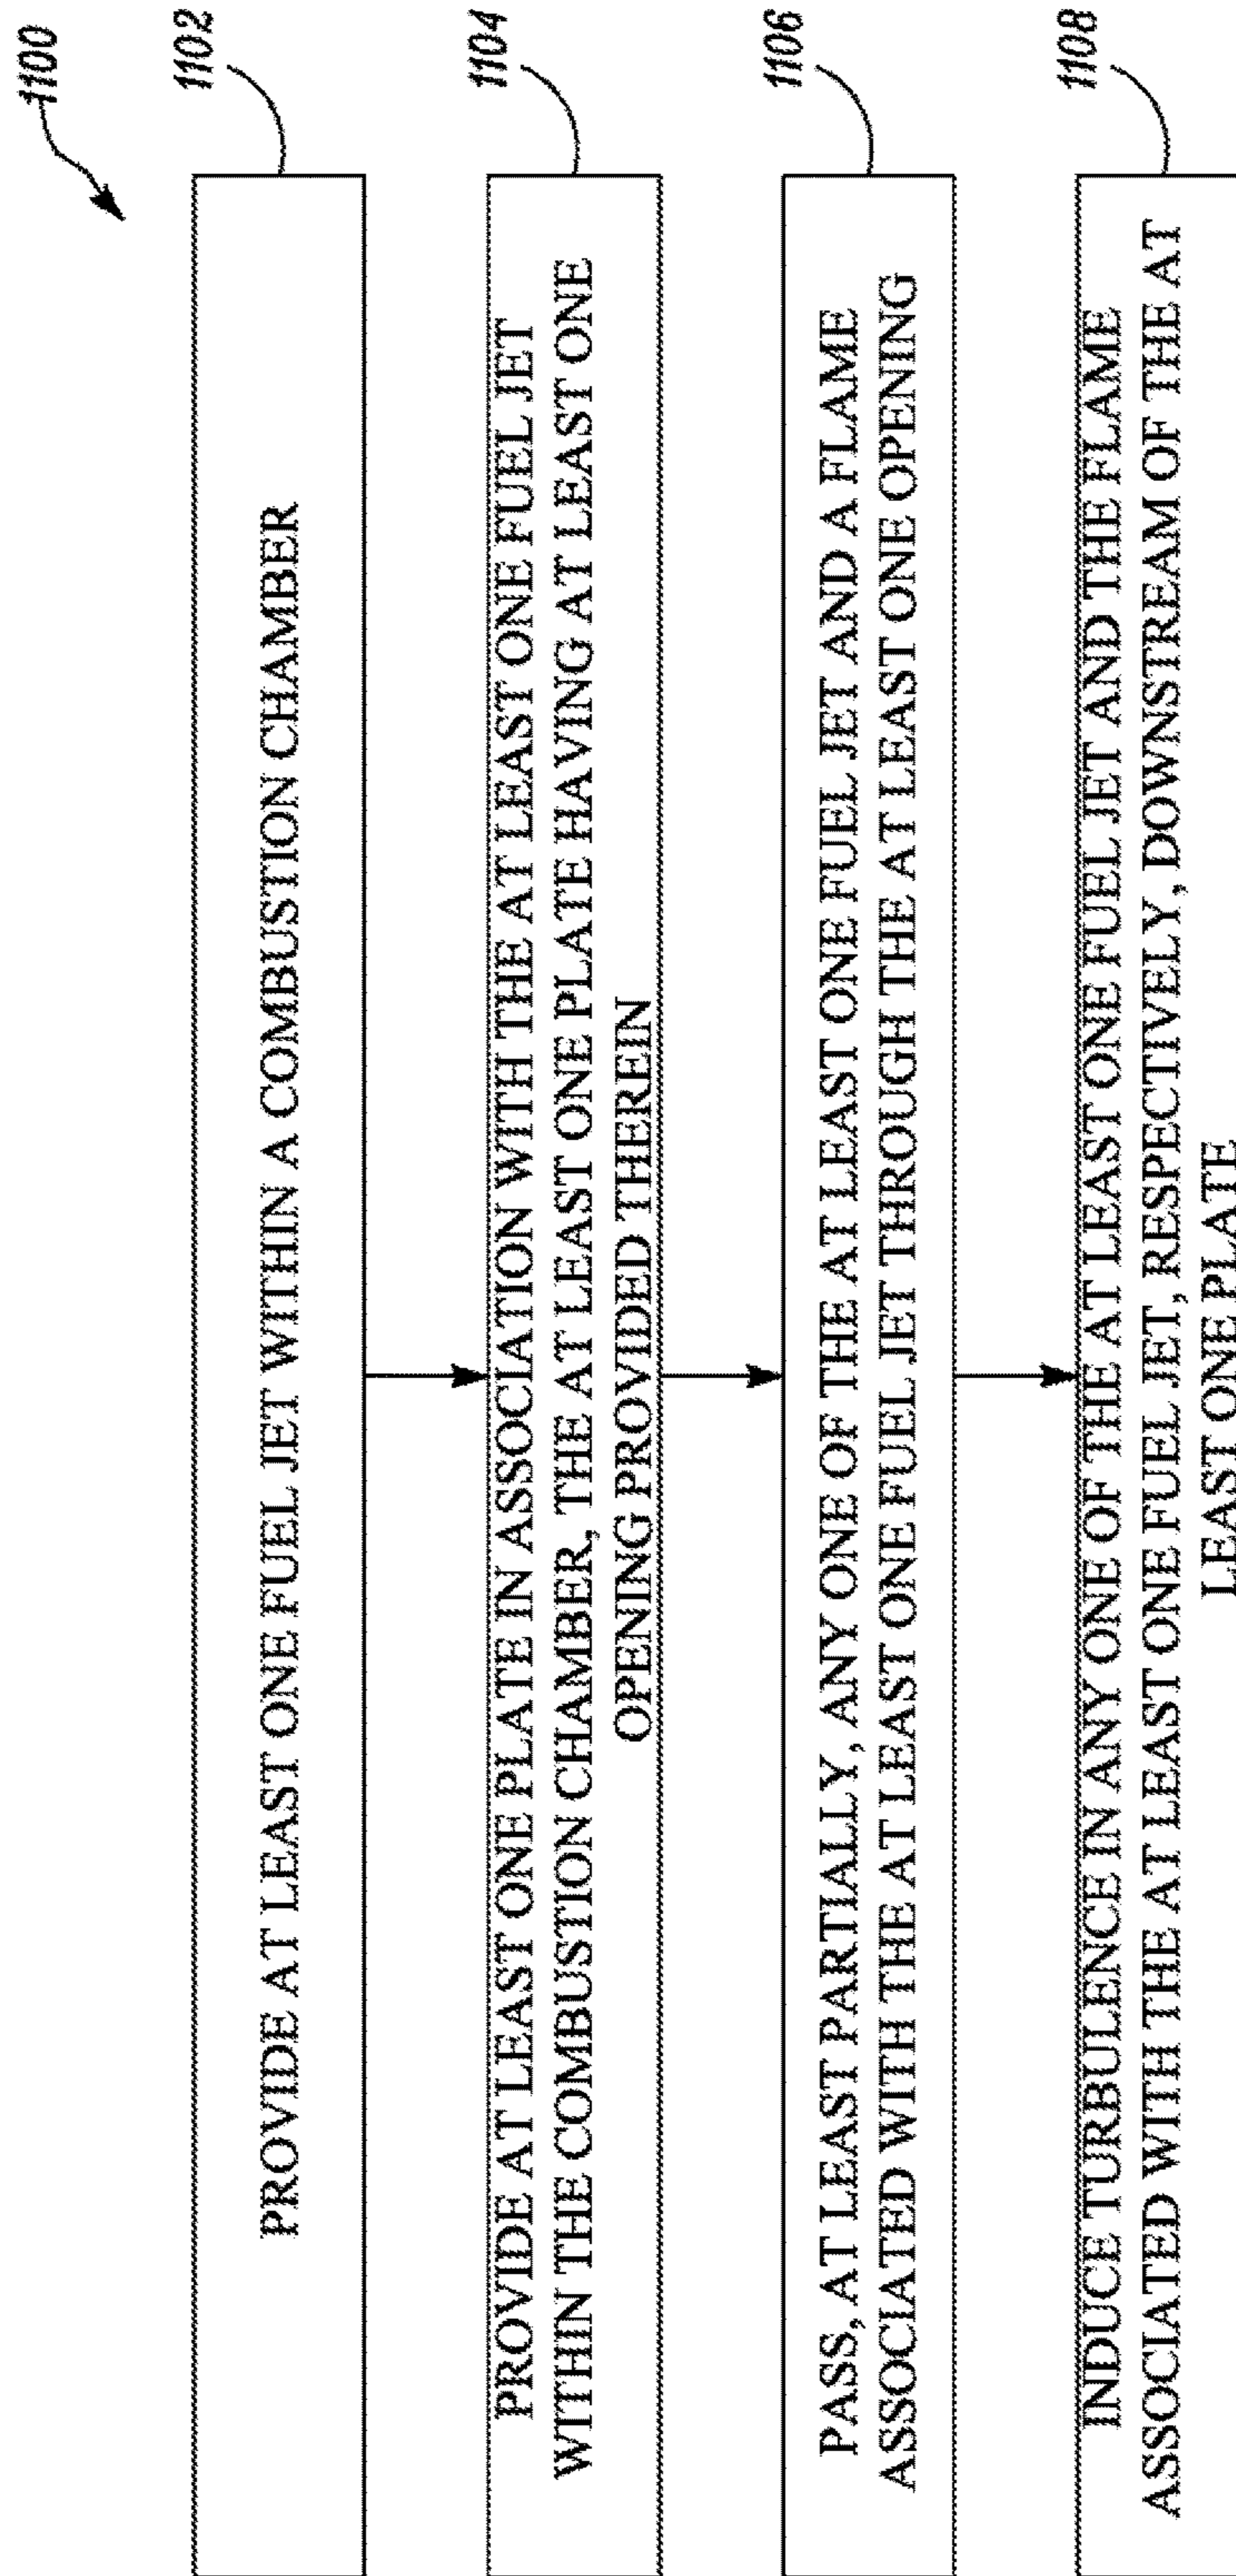 1100
1102
PROVIDE AT LEAST ONE FUEL JET WITHIN A COMBUSTION CHAMBER
1104
PROVIDE AT LEAST ONE PLATE IN ASSOCIATION WITH THE AT LEAST ONE FUEL JET
WITHIN THE COMBUSTION CHAMBER, THE AT LEAST ONE PLATE HAVING AT LEAST ONE
OPENING PROVIDED THEREIN
1106
PASS, AT LEAST PARTIALLY, ANY ONE OF THE AT LEAST ONE FUEL JET AND A FLAME
ASSOCIATED WITH THE AT LEAST ONE FUEL JET THROUGH THE AT LEAST ONE OPENING
1108
INDUCE TURBULENCE IN ANY ONE OF THE AT LEAST ONE FUEL JET AND THE FLAME
ASSOCIATED WITH THE AT LEAST ONE FUEL JET, RESPECTIVELY, DOWNSTREAM OF THE AT
LEAST ONE PLATE